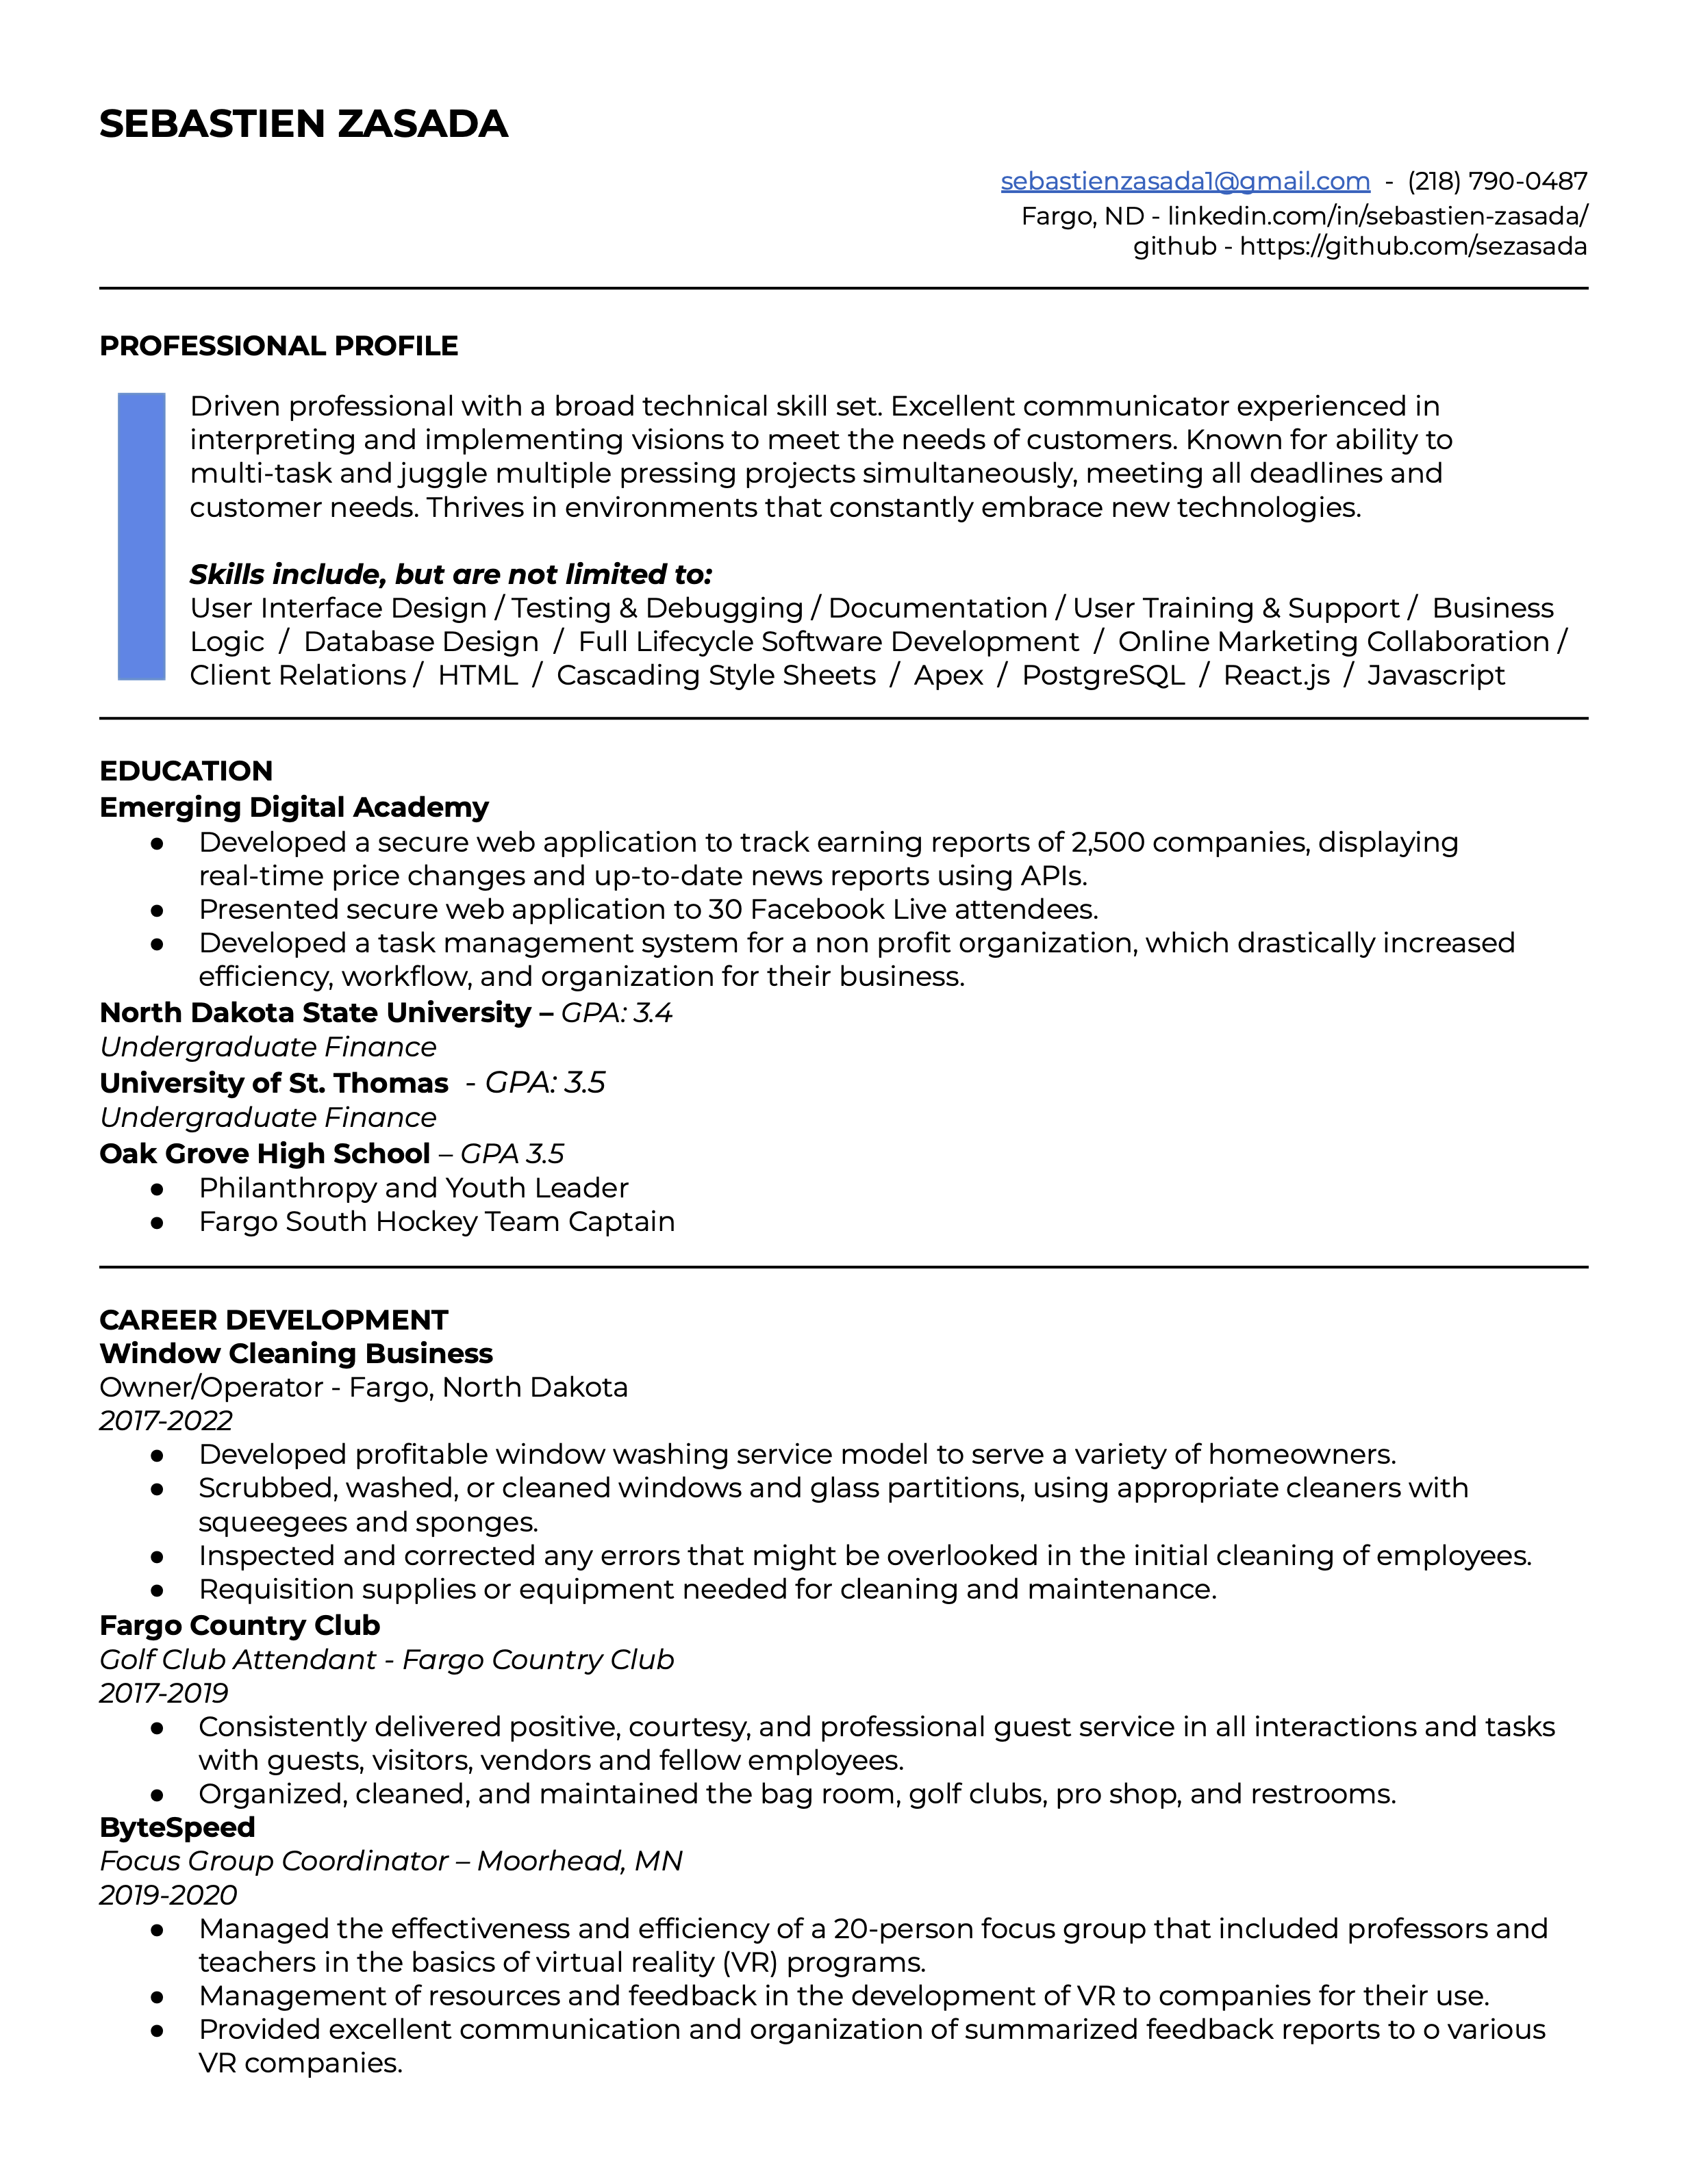 SEBASTIEN ZASADA
sebastienzasada1@gmail.com - (218) 790-0487
Fargo, ND - linkedin.com/in/sebastien-zasada/
github - https://github.com/sezasada
PROFESSIONAL PROFILE
Driven professional with a broad technical skill set. Excellent communicator experienced in
interpreting and implementing visions to meet the needs of customers. Known for ability to
multi-task and juggle multiple pressing projects simultaneously, meeting all deadlines and
customer needs. Thrives in environments that constantly embrace new technologies.
Skills include, but are not limited to:
User Interface Design / Testing & Debugging / Documentation / User Training & Support / Business
Logic / Database Design / Full Lifecycle Software Development / Online Marketing Collaboration /
Client Relations / HTML / Cascading Style Sheets / Apex / PostgreSQL / React.js / Javascript
EDUCATION
Emerging Digital Academy
● Developed a secure web application to track earning reports of 2,500 companies, displaying
real-time price changes and up-to-date news reports using APIs.
● Presented secure web application to 30 Facebook Live attendees.
● Developed a task management system for a non profit organization, which drastically increased
efficiency, workflow, and organization for their business.
North Dakota State University – GPA: 3.4
Undergraduate Finance
University of St. Thomas - GPA: 3.5
Undergraduate Finance
Oak Grove High School – GPA 3.5
● Philanthropy and Youth Leader
● Fargo South Hockey Team Captain
CAREER DEVELOPMENT
Window Cleaning Business
Owner/Operator - Fargo, North Dakota
2017-2022
● Developed profitable window washing service model to serve a variety of homeowners.
● Scrubbed, washed, or cleaned windows and glass partitions, using appropriate cleaners with
squeegees and sponges.
● Inspected and corrected any errors that might be overlooked in the initial cleaning of employees.
● Requisition supplies or equipment needed for cleaning and maintenance.
Fargo Country Club
Golf Club Attendant - Fargo Country Club
2017-2019
● Consistently delivered positive, courtesy, and professional guest service in all interactions and tasks
with guests, visitors, vendors and fellow employees.
● Organized, cleaned, and maintained the bag room, golf clubs, pro shop, and restrooms.
ByteSpeed
Focus Group Coordinator – Moorhead, MN
2019-2020
● Managed the effectiveness and efficiency of a 20-person focus group that included professors and
teachers in the basics of virtual reality (VR) programs.
● Management of resources and feedback in the development of VR to companies for their use.
● Provided excellent communication and organization of summarized feedback reports to o various
VR companies.